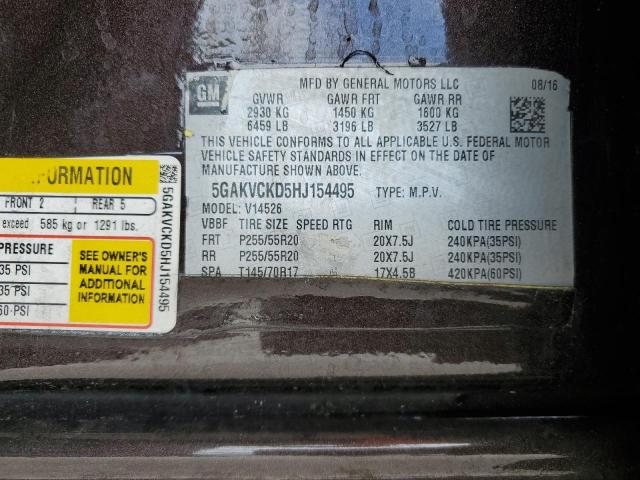 GM
MFD BY GENERAL MOTORS LLC 08/16
GVWR GAWR FRT GAWR RR
2930 KG 1450 KG 1600 KG
6459 LB 3196 LB 3527 LB
THIS VEHICLE CONFORMS TO ALL APPLICABLE U.S. FEDERAL MOTOR
VEHICLE SAFETY STANDARDS IN EFFECT ON THE DATE OF
MANUFACTURE SHOWN ABOVE.
5GAKVCKD5HJ154495 TYPE: M.P.V.
MODEL: V14526
VBBF TIRE SIZE SPEED RTG RIM COLD TIRE PRESSURE
FRT P255/55R20 20X7.5J 240KPA(35PSI)
RR P255/55R20 20X7.5J 240KPA(35PSI)
SPA T145/70R17 17X4.5B 420KPA(60PSI)
FORMATION
FRONT 2 REAR 5
exceed 585 kg or 1291 lbs.
PRESSURE
35 PSI
35 PSI
60 PSI
SEE OWNER'S
MANUAL FOR
ADDITIONAL
INFORMATION
5GAKVCKD5HJ154495